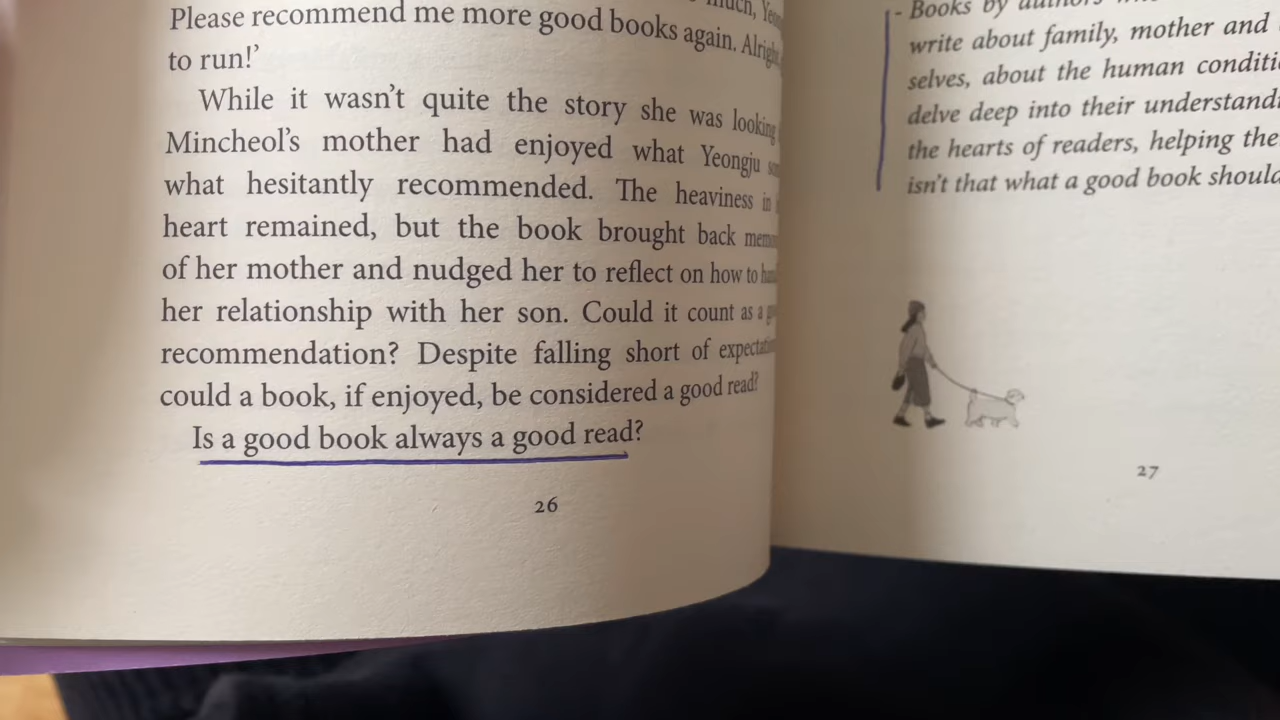 much,
Please recommend me more good books again. Alright,
to run!’
While it wasn’t quite the story she was looking
Mincheol’s mother had enjoyed what Yeongju
what hesitantly recommended. The heaviness in
heart remained, but the book brought back
of her mother and nudged her to reflect on how to
her relationship with her son. Could it count as a
recommendation? Despite falling short of
could a book, if enjoyed, be considered a good read?
Is a good book always a good read?
26
- Books by authors
write about family, mother and
selves, about the human
delve deep into their
the hearts of readers, helping
isn’t that what a good book
27